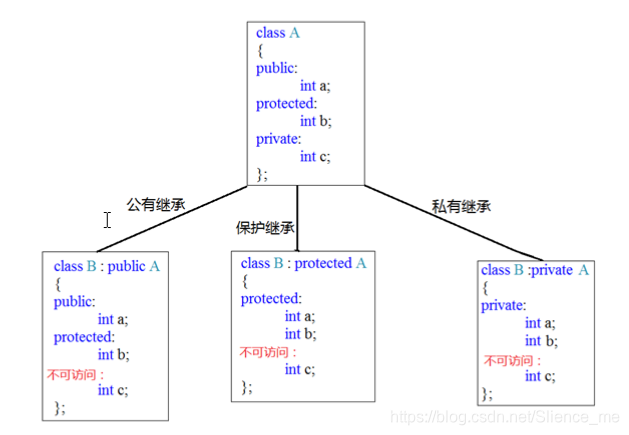 class A
{
public:
int a;
protected:
int b;
private:
int c;
};
公有继承
保护继承
私有继承
class B : public A
{
public:
int a;
protected:
int b;
不可访问：
int c;
};
class B : protected A
{
protected:
int a;
int b;
不可访问：
int c;
};
class B :private A
{
private:
int a;
int b;
不可访问：
int c;
};
https://blog.csdn.net/Slience_me